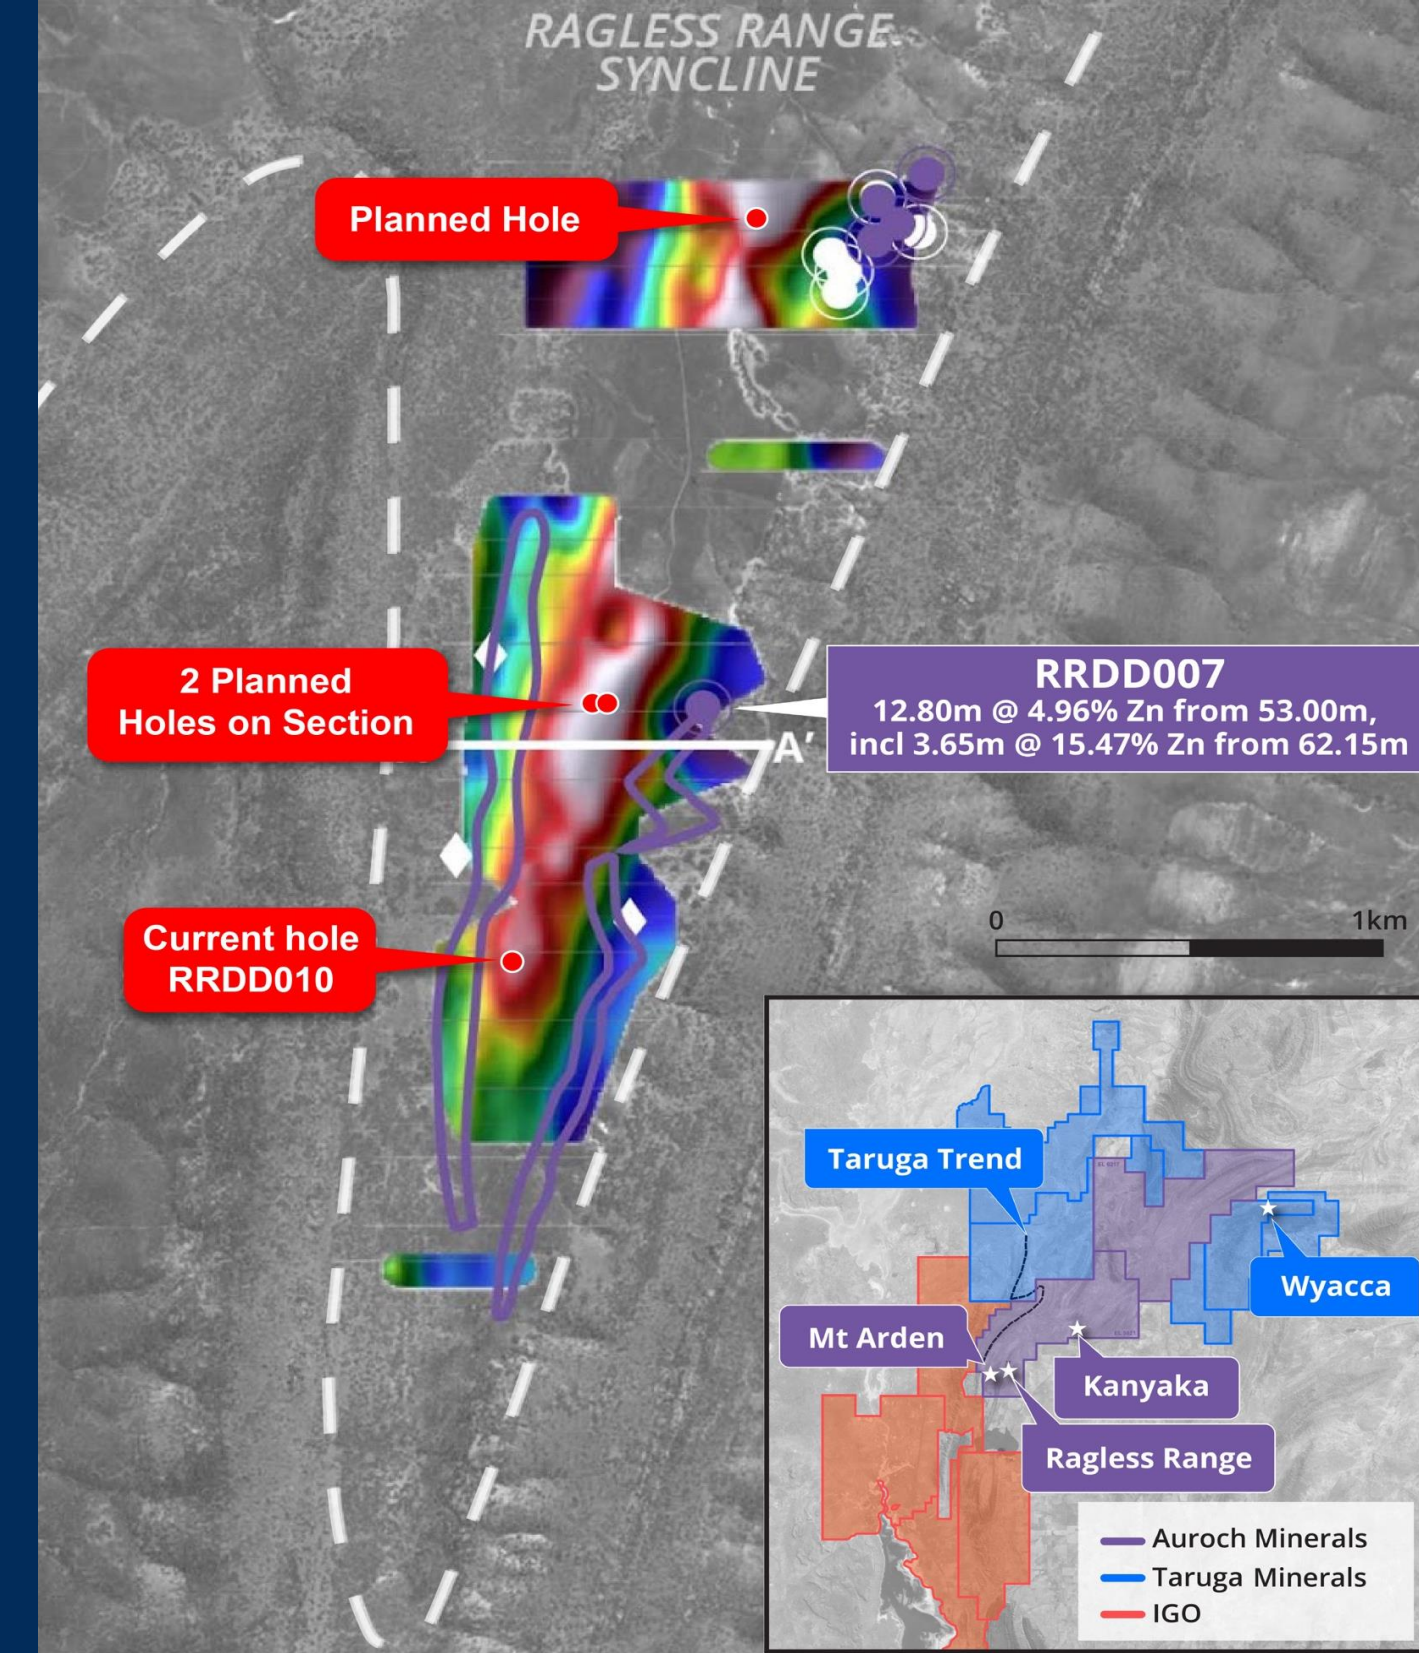 RAGLESS RANGE
SYNCLINE
Planned Hole
2 Planned
Holes on Section
RRDD007
12.80m @ 4.96% Zn from 53.00m,
incl 3.65m @ 15.47% Zn from 62.15m
A’
Current hole
RRDD010
0 1km
Taruga Trend
Wyacca
Mt Arden
Kanyaka
Ragless Range
Auroch Minerals
Taruga Minerals
IGO